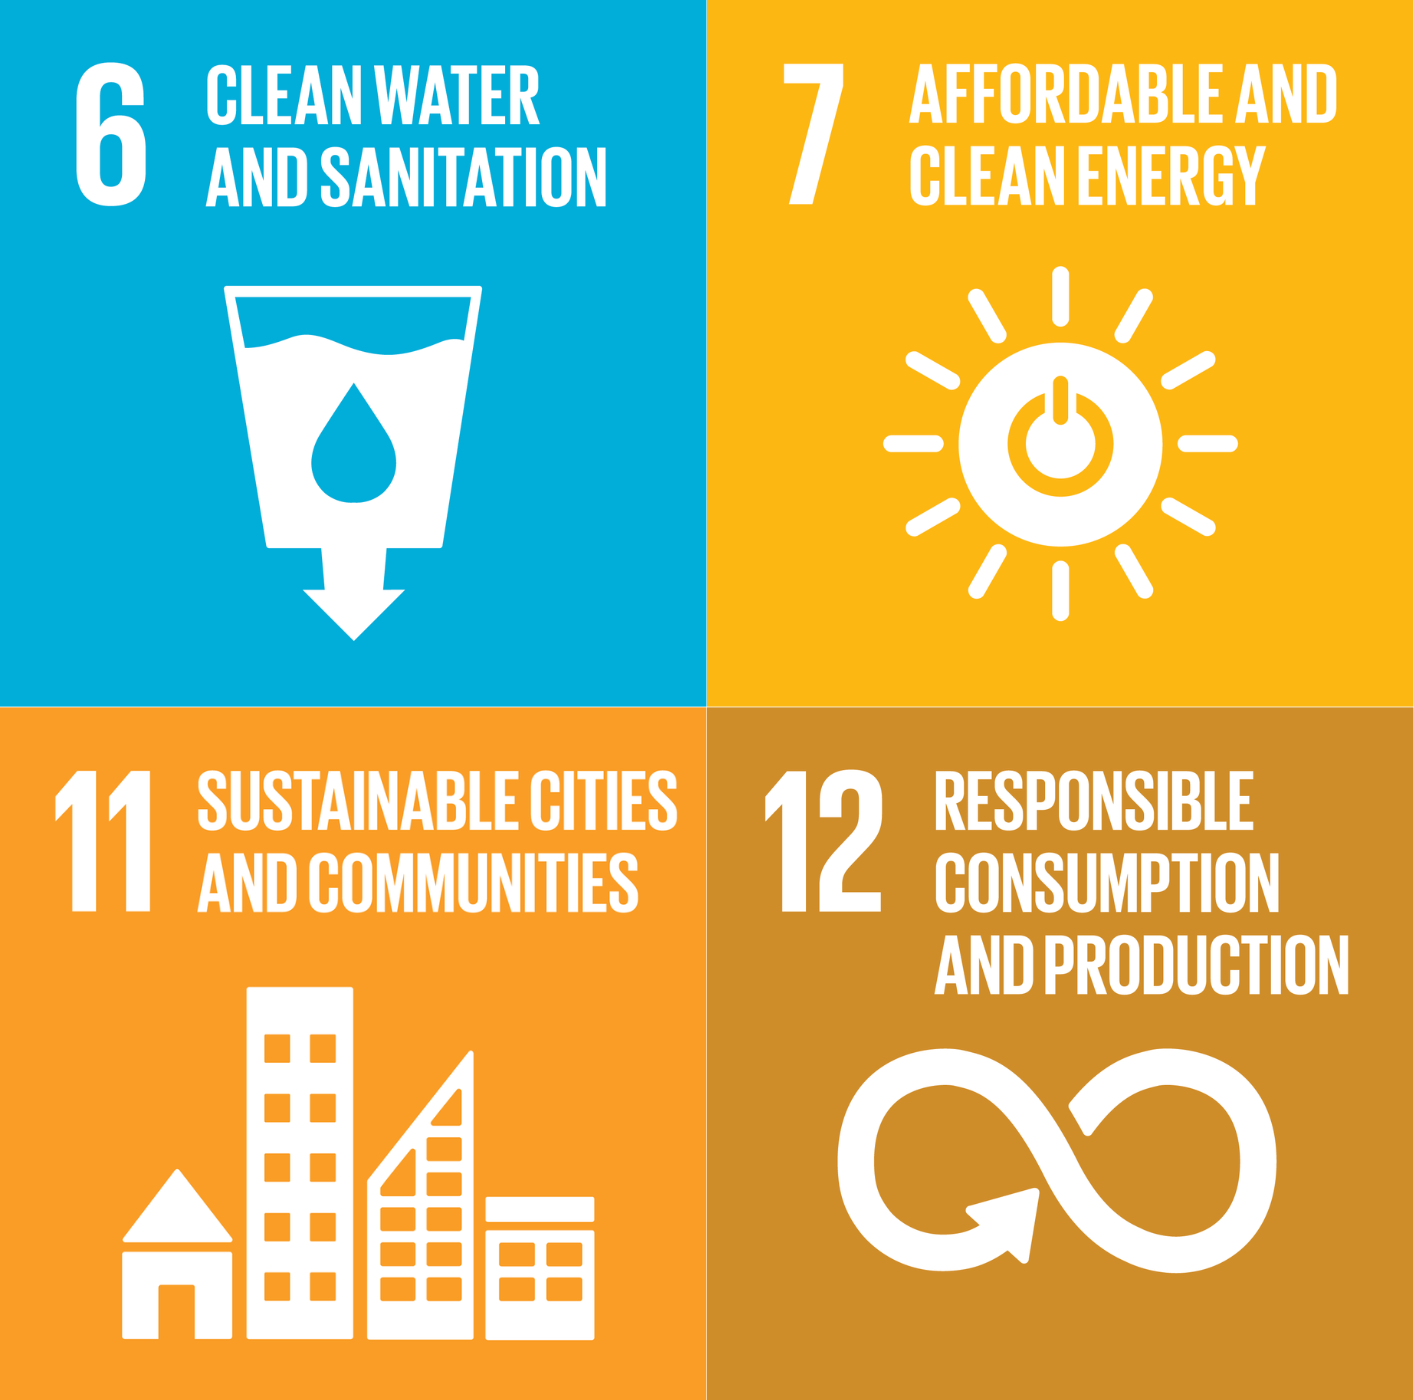 6
CLEAN WATER
AND SANITATION
7
AFFORDABLE AND
CLEAN ENERGY
11
SUSTAINABLE CITIES
AND COMMUNITIES
12
RESPONSIBLE
CONSUMPTION
AND PRODUCTION